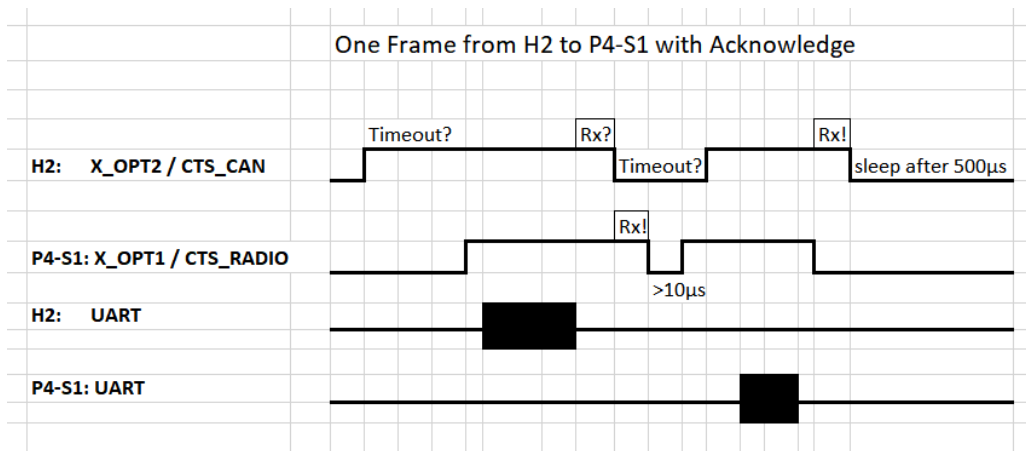 One Frame from H2 to P4-S1 with Acknowledge
Timeout? Rx? Rx!
H2: X_OPT2 / CTS_CAN Timeout? sleep after 500µs
Rx!
P4-S1: X_OPT1 / CTS_RADIO
>10µs
H2: UART
P4-S1: UART